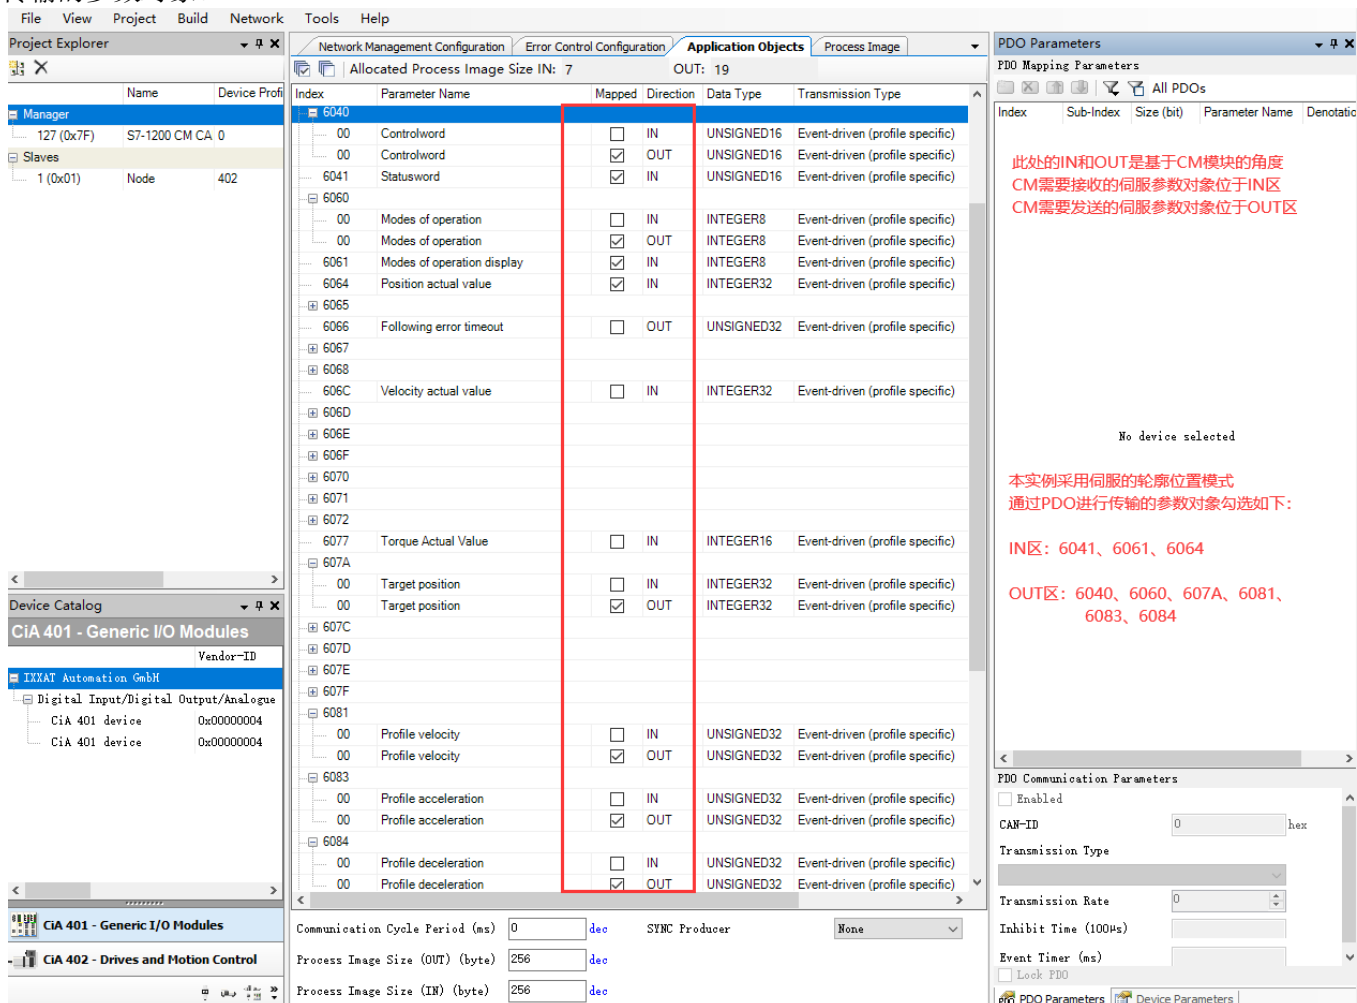 File View Project Build Network Tools Help
Project Explorer
Name Device Profi
Manager
127 (0x7F) S7-1200 CM CA 0
Slaves
1 (0x01) Node 402
Device Catalog
CiA 401 - Generic I/O Modules
Vendor-ID
IXXAT Automation GmbH
Digital Input/Digital Output/Analogue
CiA 401 device 0x00000004
CiA 401 device 0x00000004
CiA 401 - Generic I/O Modules
CiA 402 - Drives and Motion Control
Network Management Configuration Error Control Configuration Application Objects Process Image
Allocated Process Image Size IN: 7 OUT: 19
Index Parameter Name Mapped Direction Data Type Transmission Type
6040
00 Controlword IN UNSIGNED16 Event-driven (profile specific)
00 Controlword OUT UNSIGNED16 Event-driven (profile specific)
6041 Statusword IN UNSIGNED16 Event-driven (profile specific)
6060
00 Modes of operation IN INTEGER8 Event-driven (profile specific)
00 Modes of operation OUT INTEGER8 Event-driven (profile specific)
6061 Modes of operation display IN INTEGER8 Event-driven (profile specific)
6064 Position actual value IN INTEGER32 Event-driven (profile specific)
6065
6066 Following error timeout OUT UNSIGNED32 Event-driven (profile specific)
6067
6068
606C Velocity actual value IN INTEGER32 Event-driven (profile specific)
606D
606E
606F
6070
6071
6072
6077 Torque Actual Value IN INTEGER16 Event-driven (profile specific)
607A
00 Target position IN INTEGER32 Event-driven (profile specific)
00 Target position OUT INTEGER32 Event-driven (profile specific)
607C
607D
607E
607F
6081
00 Profile velocity IN UNSIGNED32 Event-driven (profile specific)
00 Profile velocity OUT UNSIGNED32 Event-driven (profile specific)
6083
00 Profile acceleration IN UNSIGNED32 Event-driven (profile specific)
00 Profile acceleration OUT UNSIGNED32 Event-driven (profile specific)
6084
00 Profile deceleration IN UNSIGNED32 Event-driven (profile specific)
00 Profile deceleration OUT UNSIGNED32 Event-driven (profile specific)
Communication Cycle Period (ms) 0 dec SYNC Producer None
Process Image Size (OUT) (byte) 256 dec
Process Image Size (IN) (byte) 256 dec
PDO Parameters
PDO Mapping Parameters
All PDOs
Index Sub-Index Size (bit) Parameter Name Denotatio
此处的IN和OUT是基于CM模块的角度
CM需要接收的伺服参数对象位于IN区
CM需要发送的伺服参数对象位于OUT区
No device selected
本实例采用伺服的轮廓位置模式
通过PDO进行传输的参数对象勾选如下：
IN区：6041、6061、6064
OUT区：6040、6060、607A、6081、
6083、6084
PDO Communication Parameters
Enabled
CAN-ID 0 hex
Transmission Type
Transmission Rate 0
Inhibit Time (100µs)
Event Timer (ms)
Lock PDO
PDO Parameters Device Parameters